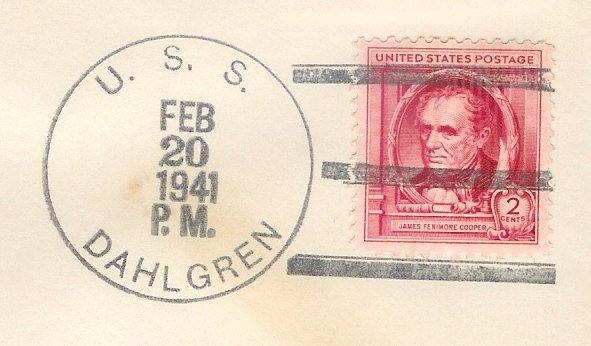 U. S. S.
FEB
20
1941
P.M.
DAHLGREN
UNITED STATES POSTAGE
2
CENTS
JAMES FENIMORE COOPER